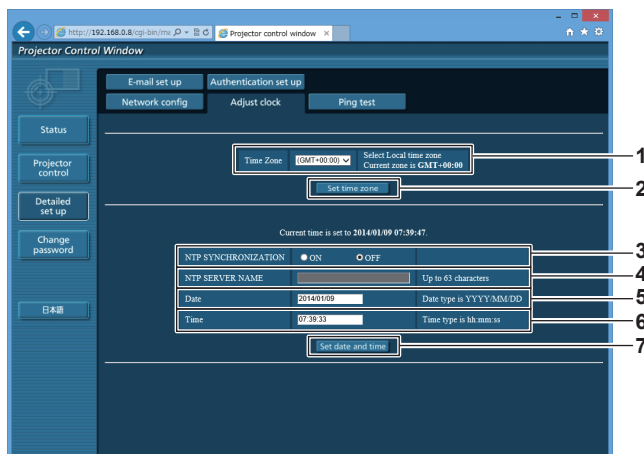 http://192.168.0.8/cgi-bin/me
Projector control window
Projector Control Window
E-mail set up Authentication set up
Network config Adjust clock Ping test
Status
Projector control
Detailed set up
Change password
日本語
Time Zone (GMT+00:00) Select Local time zone
Current zone is GMT+00:00
1
Set time zone
2
Current time is set to 2014/01/09 07:39:47.
NTP SYNCHRONIZATION ON OFF
3
NTP SERVER NAME Up to 63 characters
4
Date 2014/01/09 Date type is YYYY/MM/DD
5
Time 07:39:33 Time type is hh:mm:ss
6
Set date and time
7